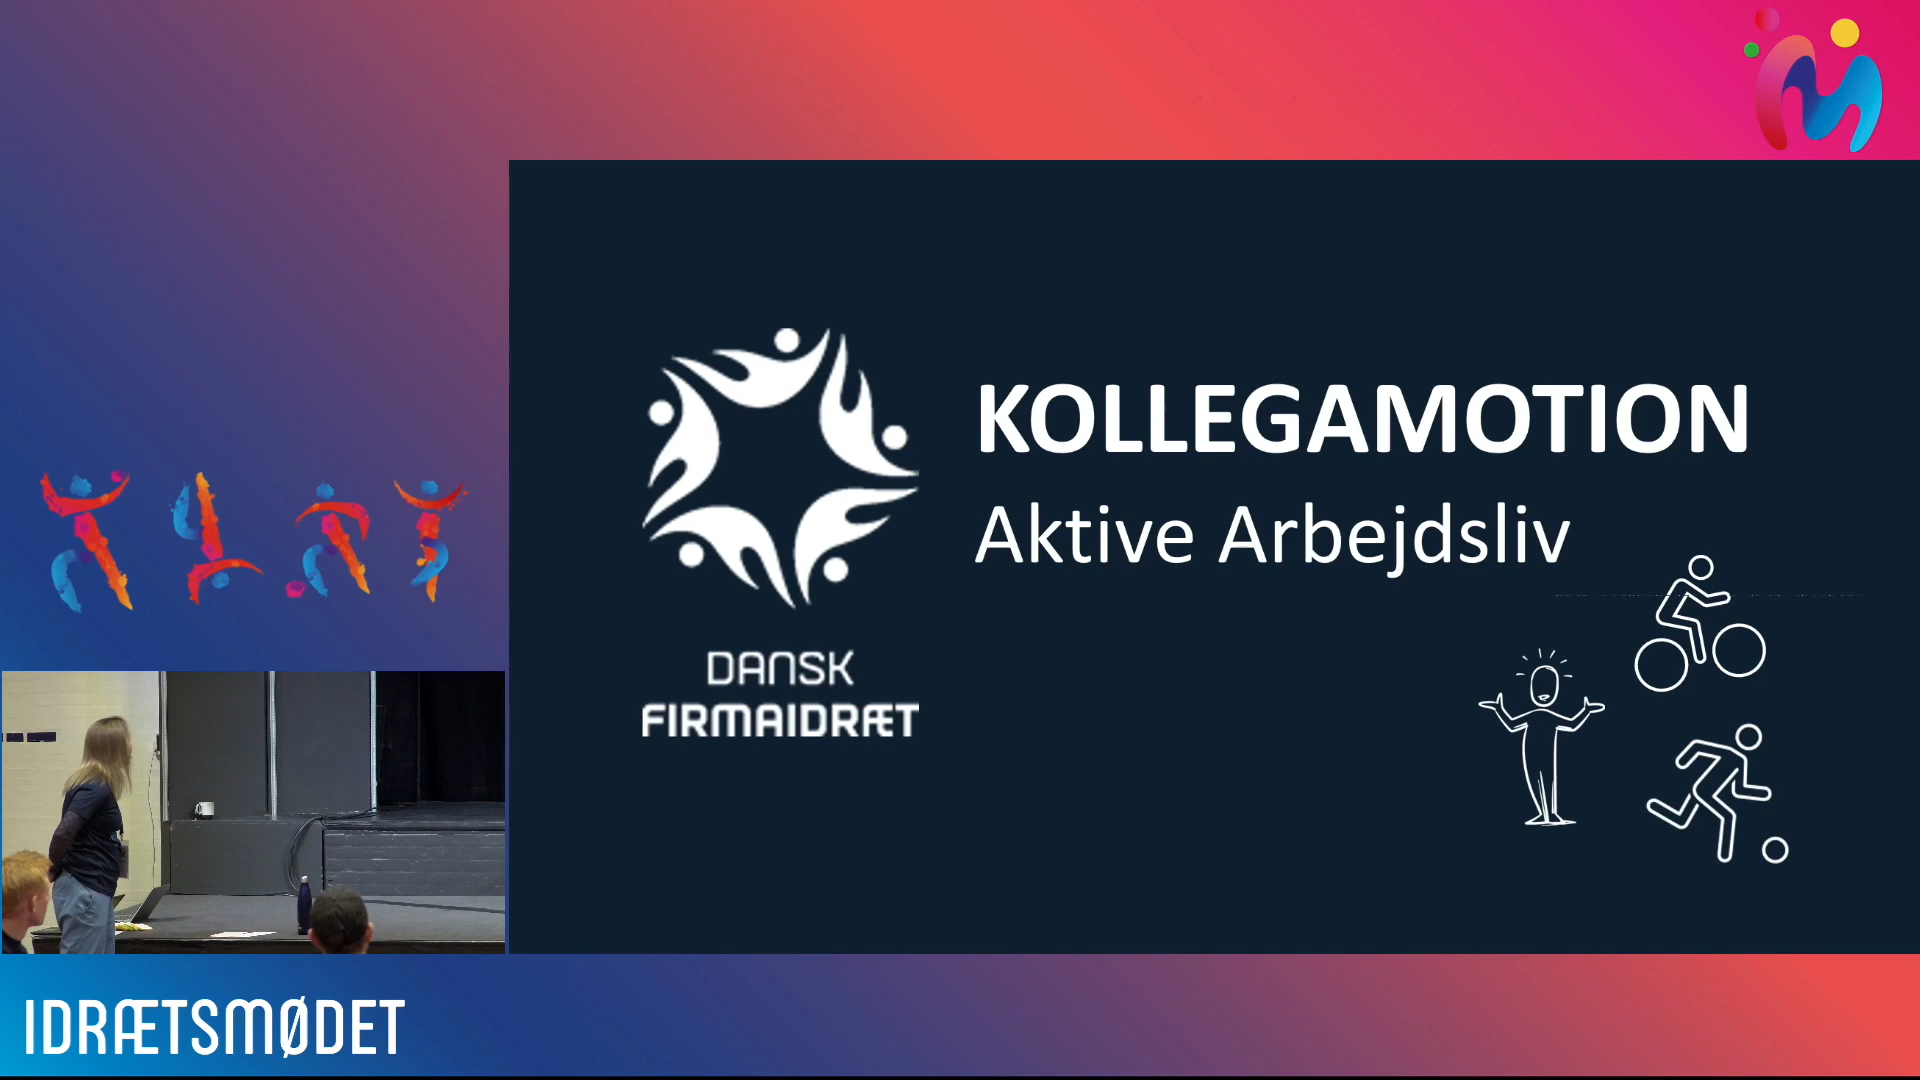 KOLLEGAMOTION
Aktive Arbejdsliv
DANSK
FIRMAIDRÆT
IDRÆTSMØDET